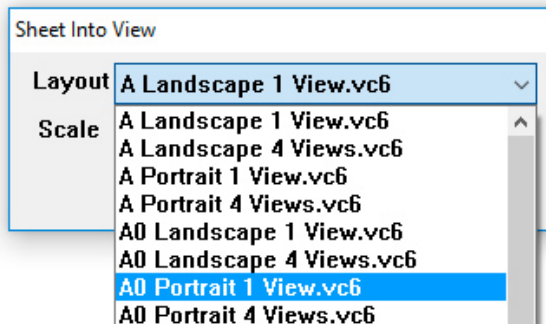 Sheet Into View
Layout A Landscape 1 View.vc6
Scale
A Landscape 1 View.vc6
A Landscape 4 Views.vc6
A Portrait 1 View.vc6
A Portrait 4 Views.vc6
A0 Landscape 1 View.vc6
A0 Landscape 4 Views.vc6
A0 Portrait 1 View.vc6
A0 Portrait 4 Views.vc6